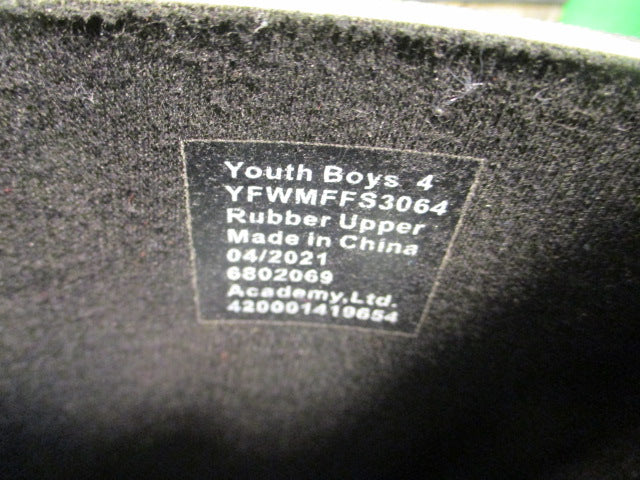 Youth Boys 4
YFWMFFS3064
Rubber Upper
Made in China
04/2021
6802069
Academy,Ltd.
420001419654